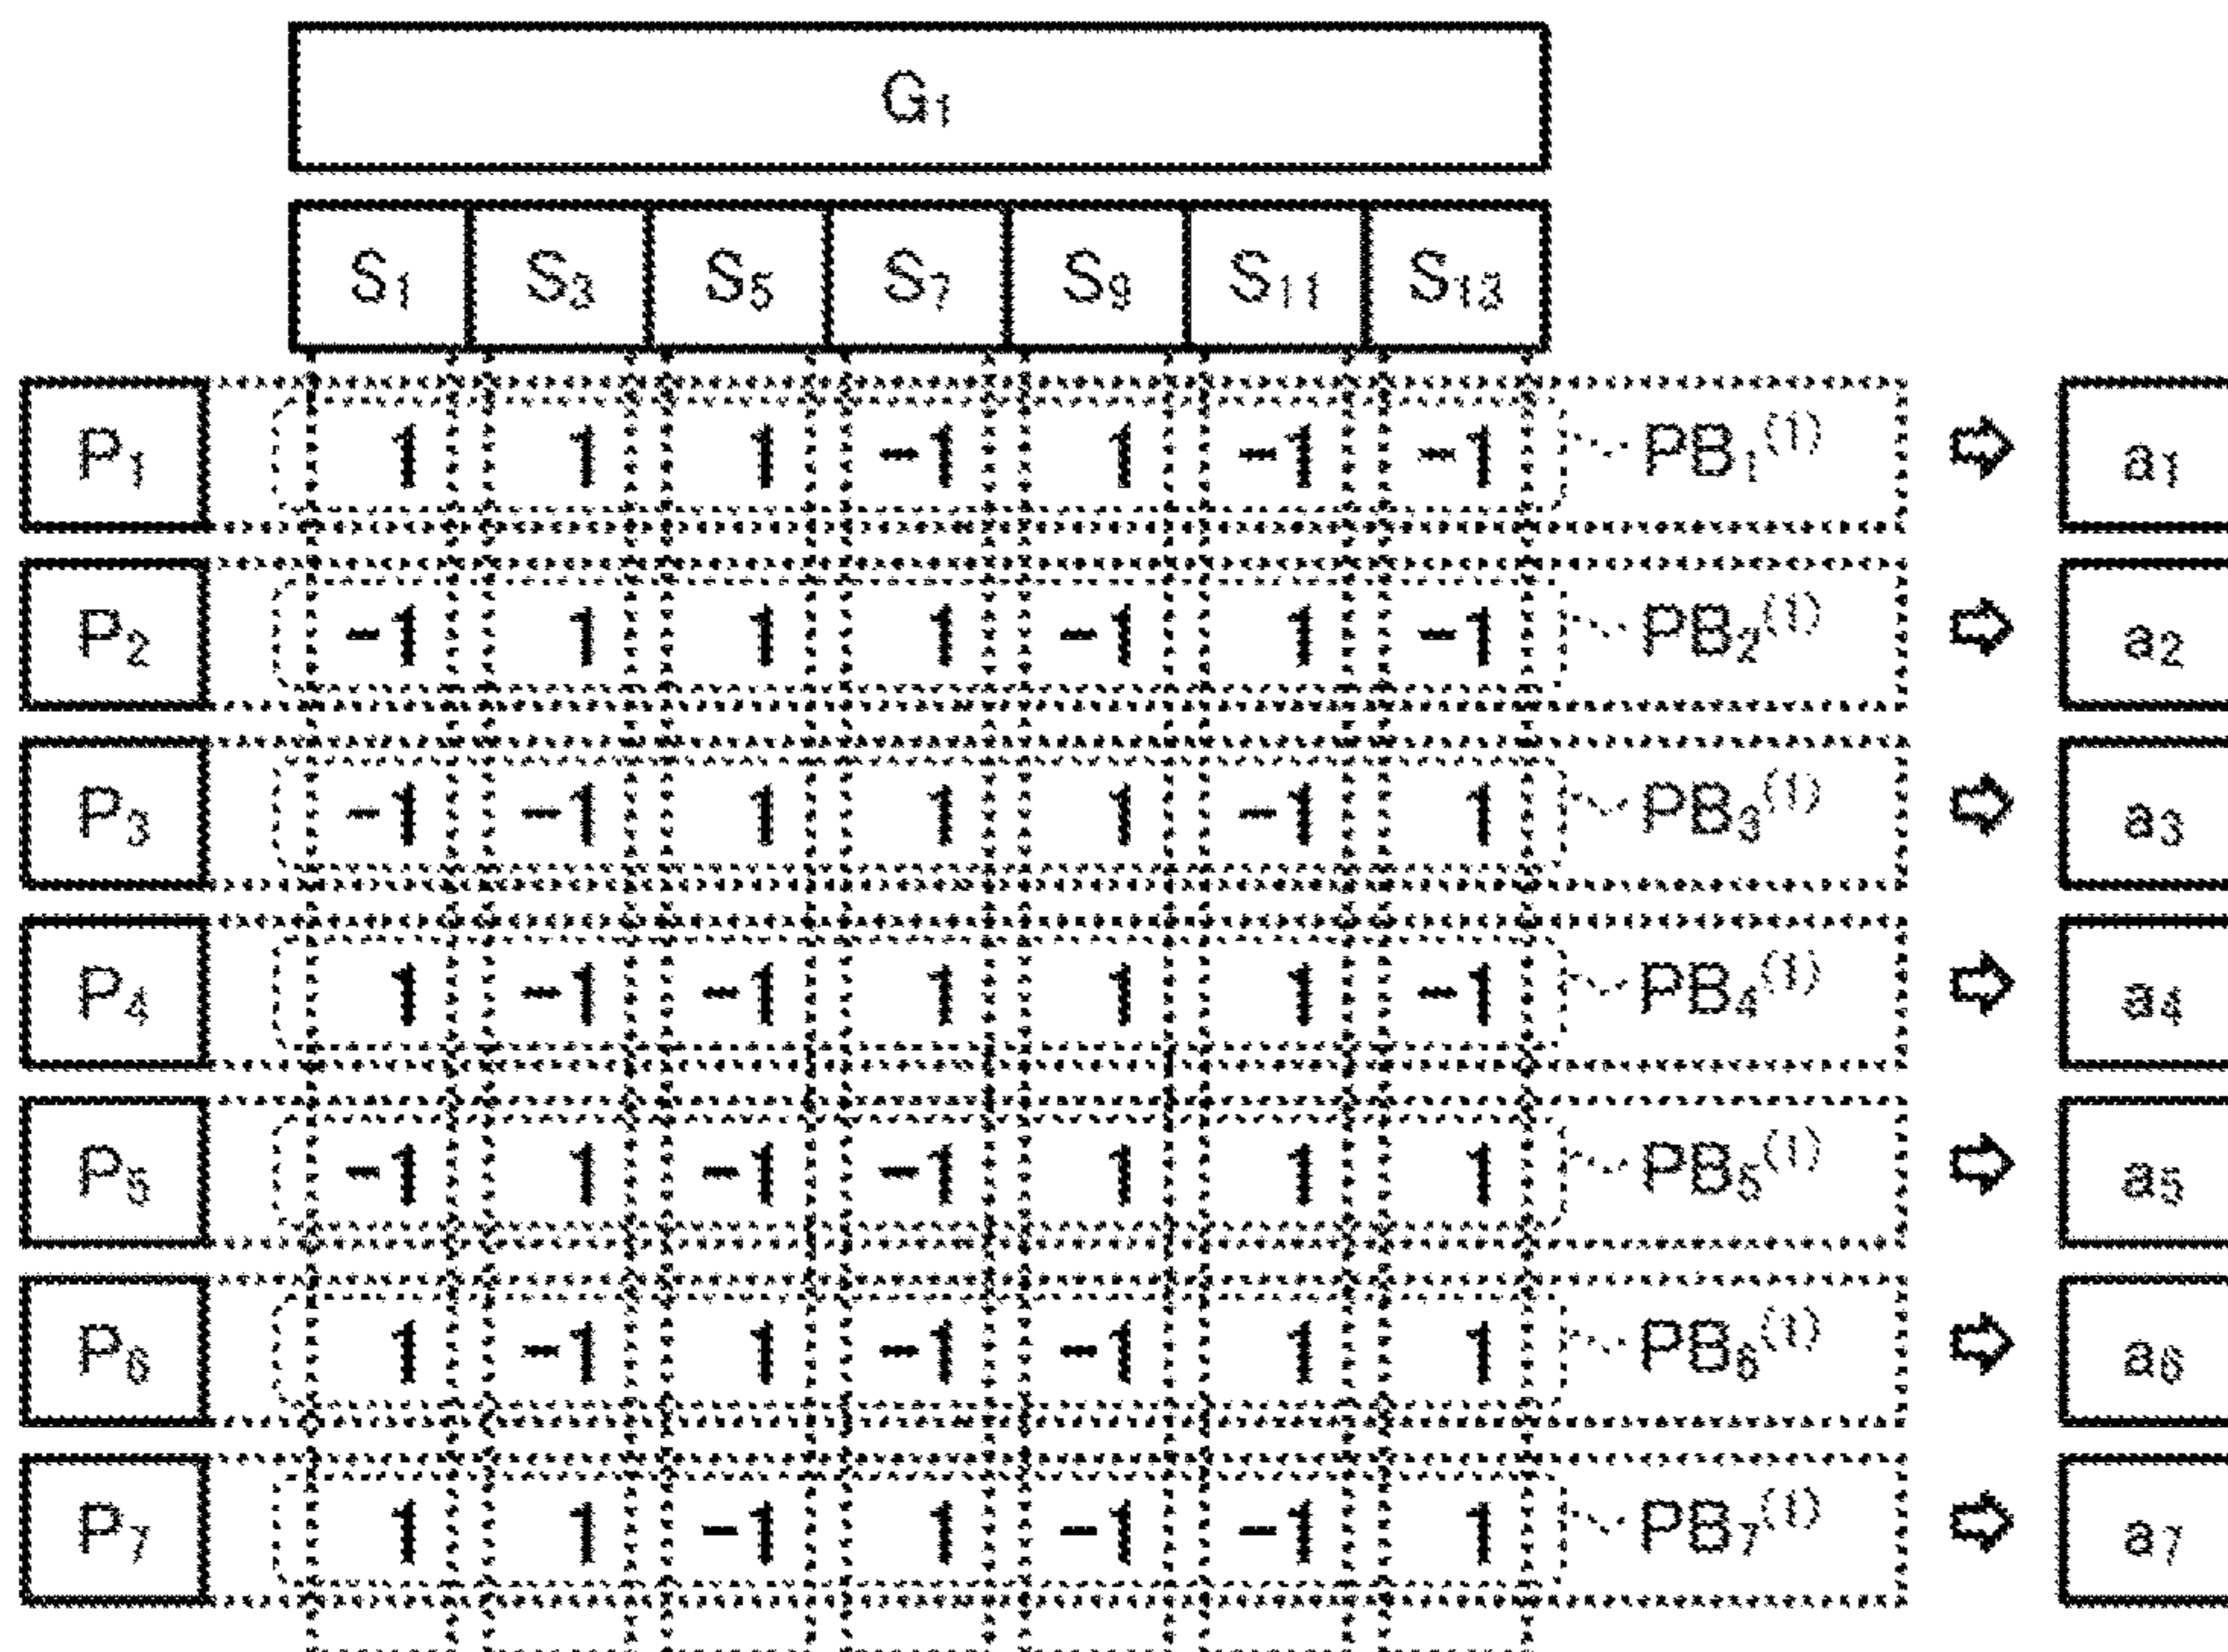 G₁
S₁ S₃ S₅ S₇ S₉ S₁₁ S₁₃
P₁ 1 1 1 -1 1 -1 -1 PB₁⁽¹⁾ ⇨ a₁
P₂ -1 1 1 1 -1 1 -1 PB₂⁽¹⁾ ⇨ a₂
P₃ -1 -1 1 1 1 -1 1 PB₃⁽¹⁾ ⇨ a₃
P₄ 1 -1 -1 1 1 1 -1 PB₄⁽¹⁾ ⇨ a₄
P₅ -1 1 -1 -1 1 1 1 PB₅⁽¹⁾ ⇨ a₅
P₆ 1 -1 1 -1 -1 1 1 PB₆⁽¹⁾ ⇨ a₆
P₇ 1 1 -1 1 -1 -1 1 PB₇⁽¹⁾ ⇨ a₇